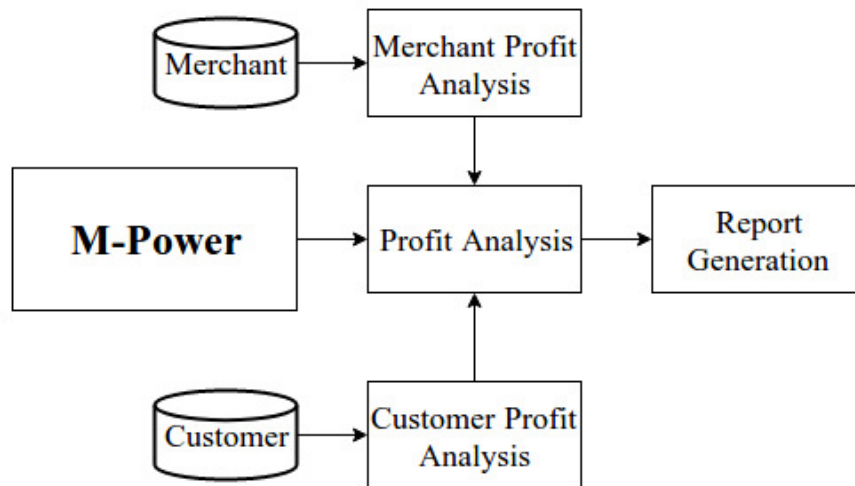 Merchant
Merchant Profit
Analysis
M-Power
Profit Analysis
Report
Generation
Customer
Customer Profit
Analysis